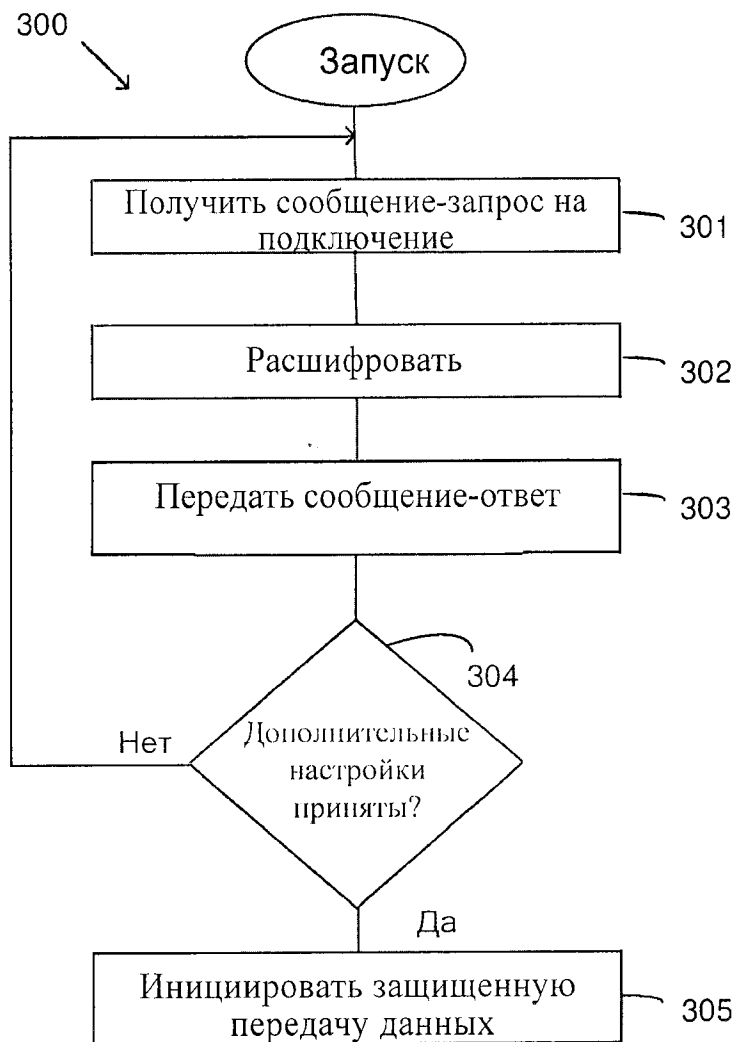 300
Запуск
Получить сообщение-запрос на
подключение
301
Расшифровать
302
Передать сообщение-ответ
303
304
Нет
Дополнительные
настройки
приняты?
Да
Инициировать защищенную
передачу данных
305